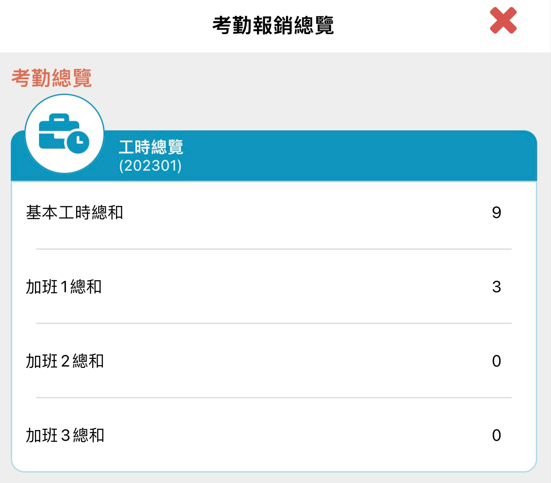 考勤報銷總覽
考勤總覽
工時總覽
(202301)
基本工時總和 9
加班1總和 3
加班2總和 0
加班3總和 0